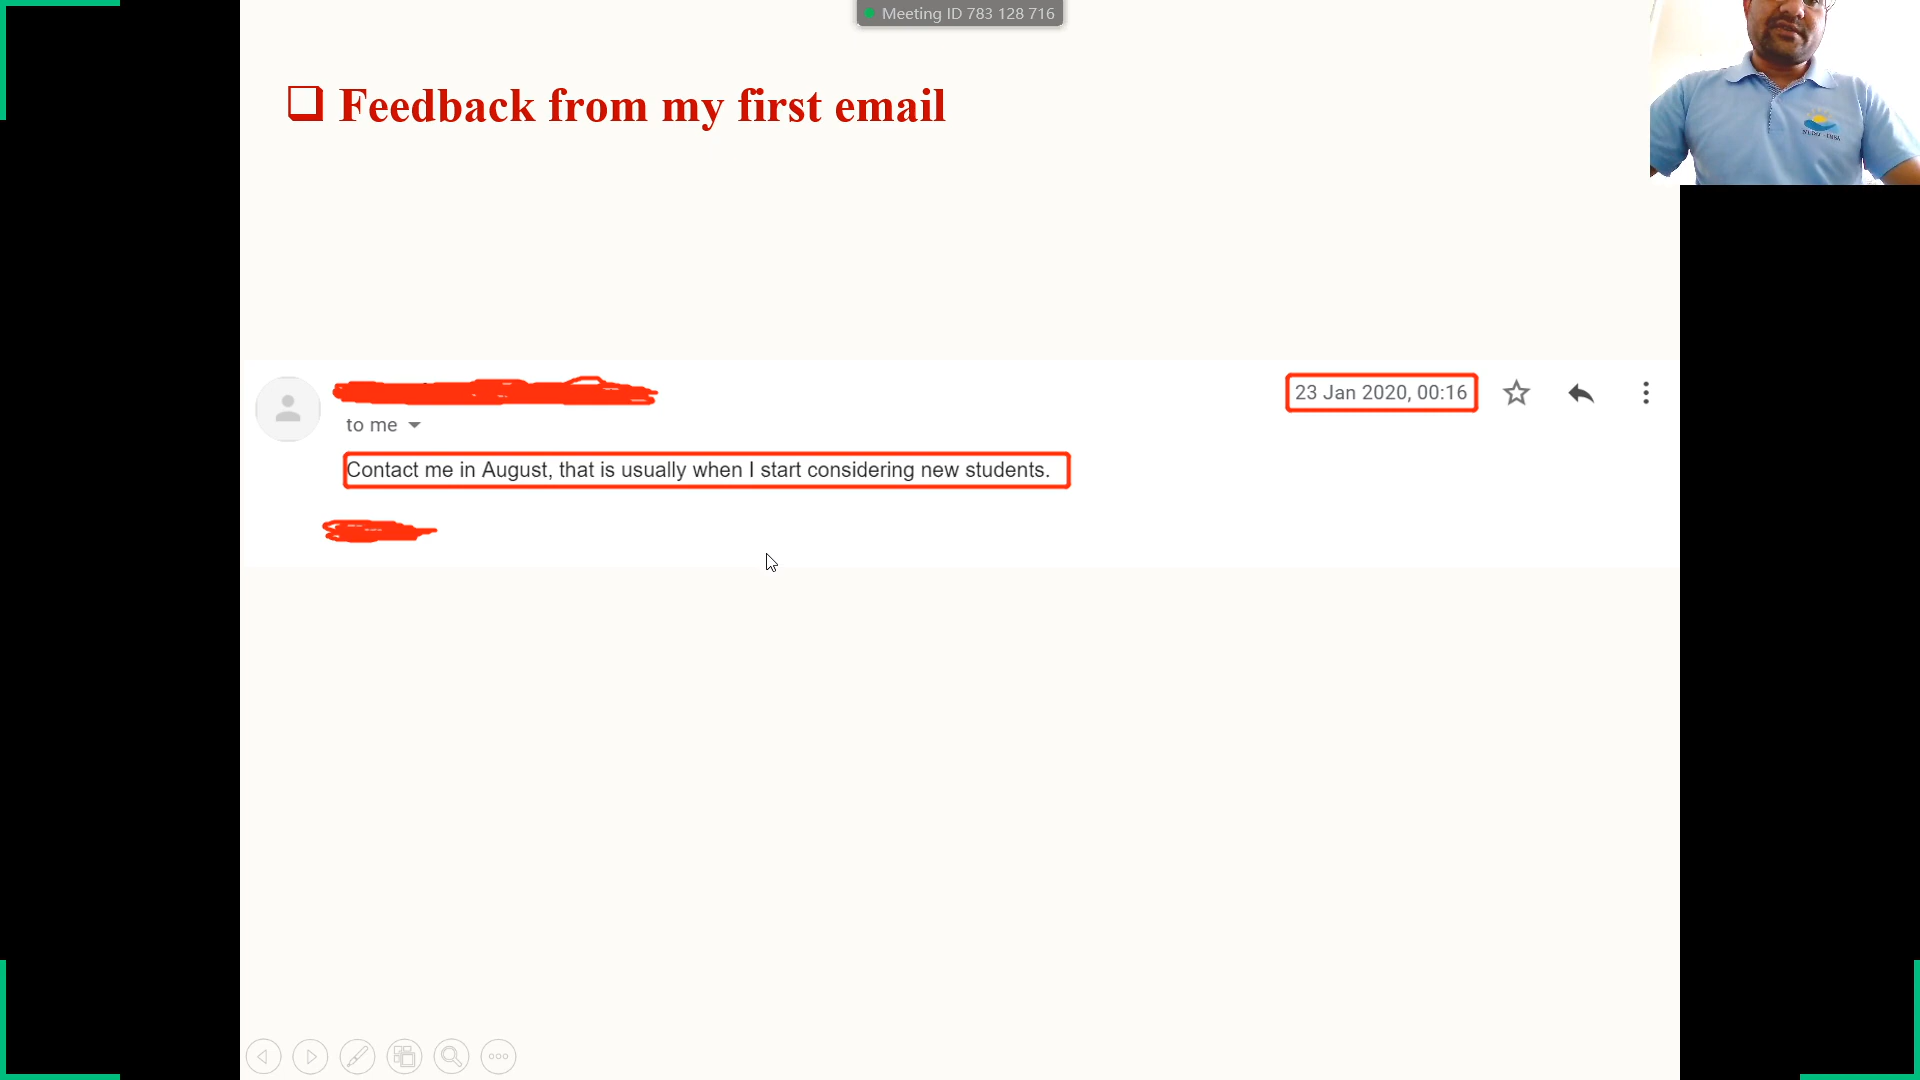 Meeting ID 783 128 716
Feedback from my first email
23 Jan 2020, 00:16
to me
Contact me in August, that is usually when I start considering new students.